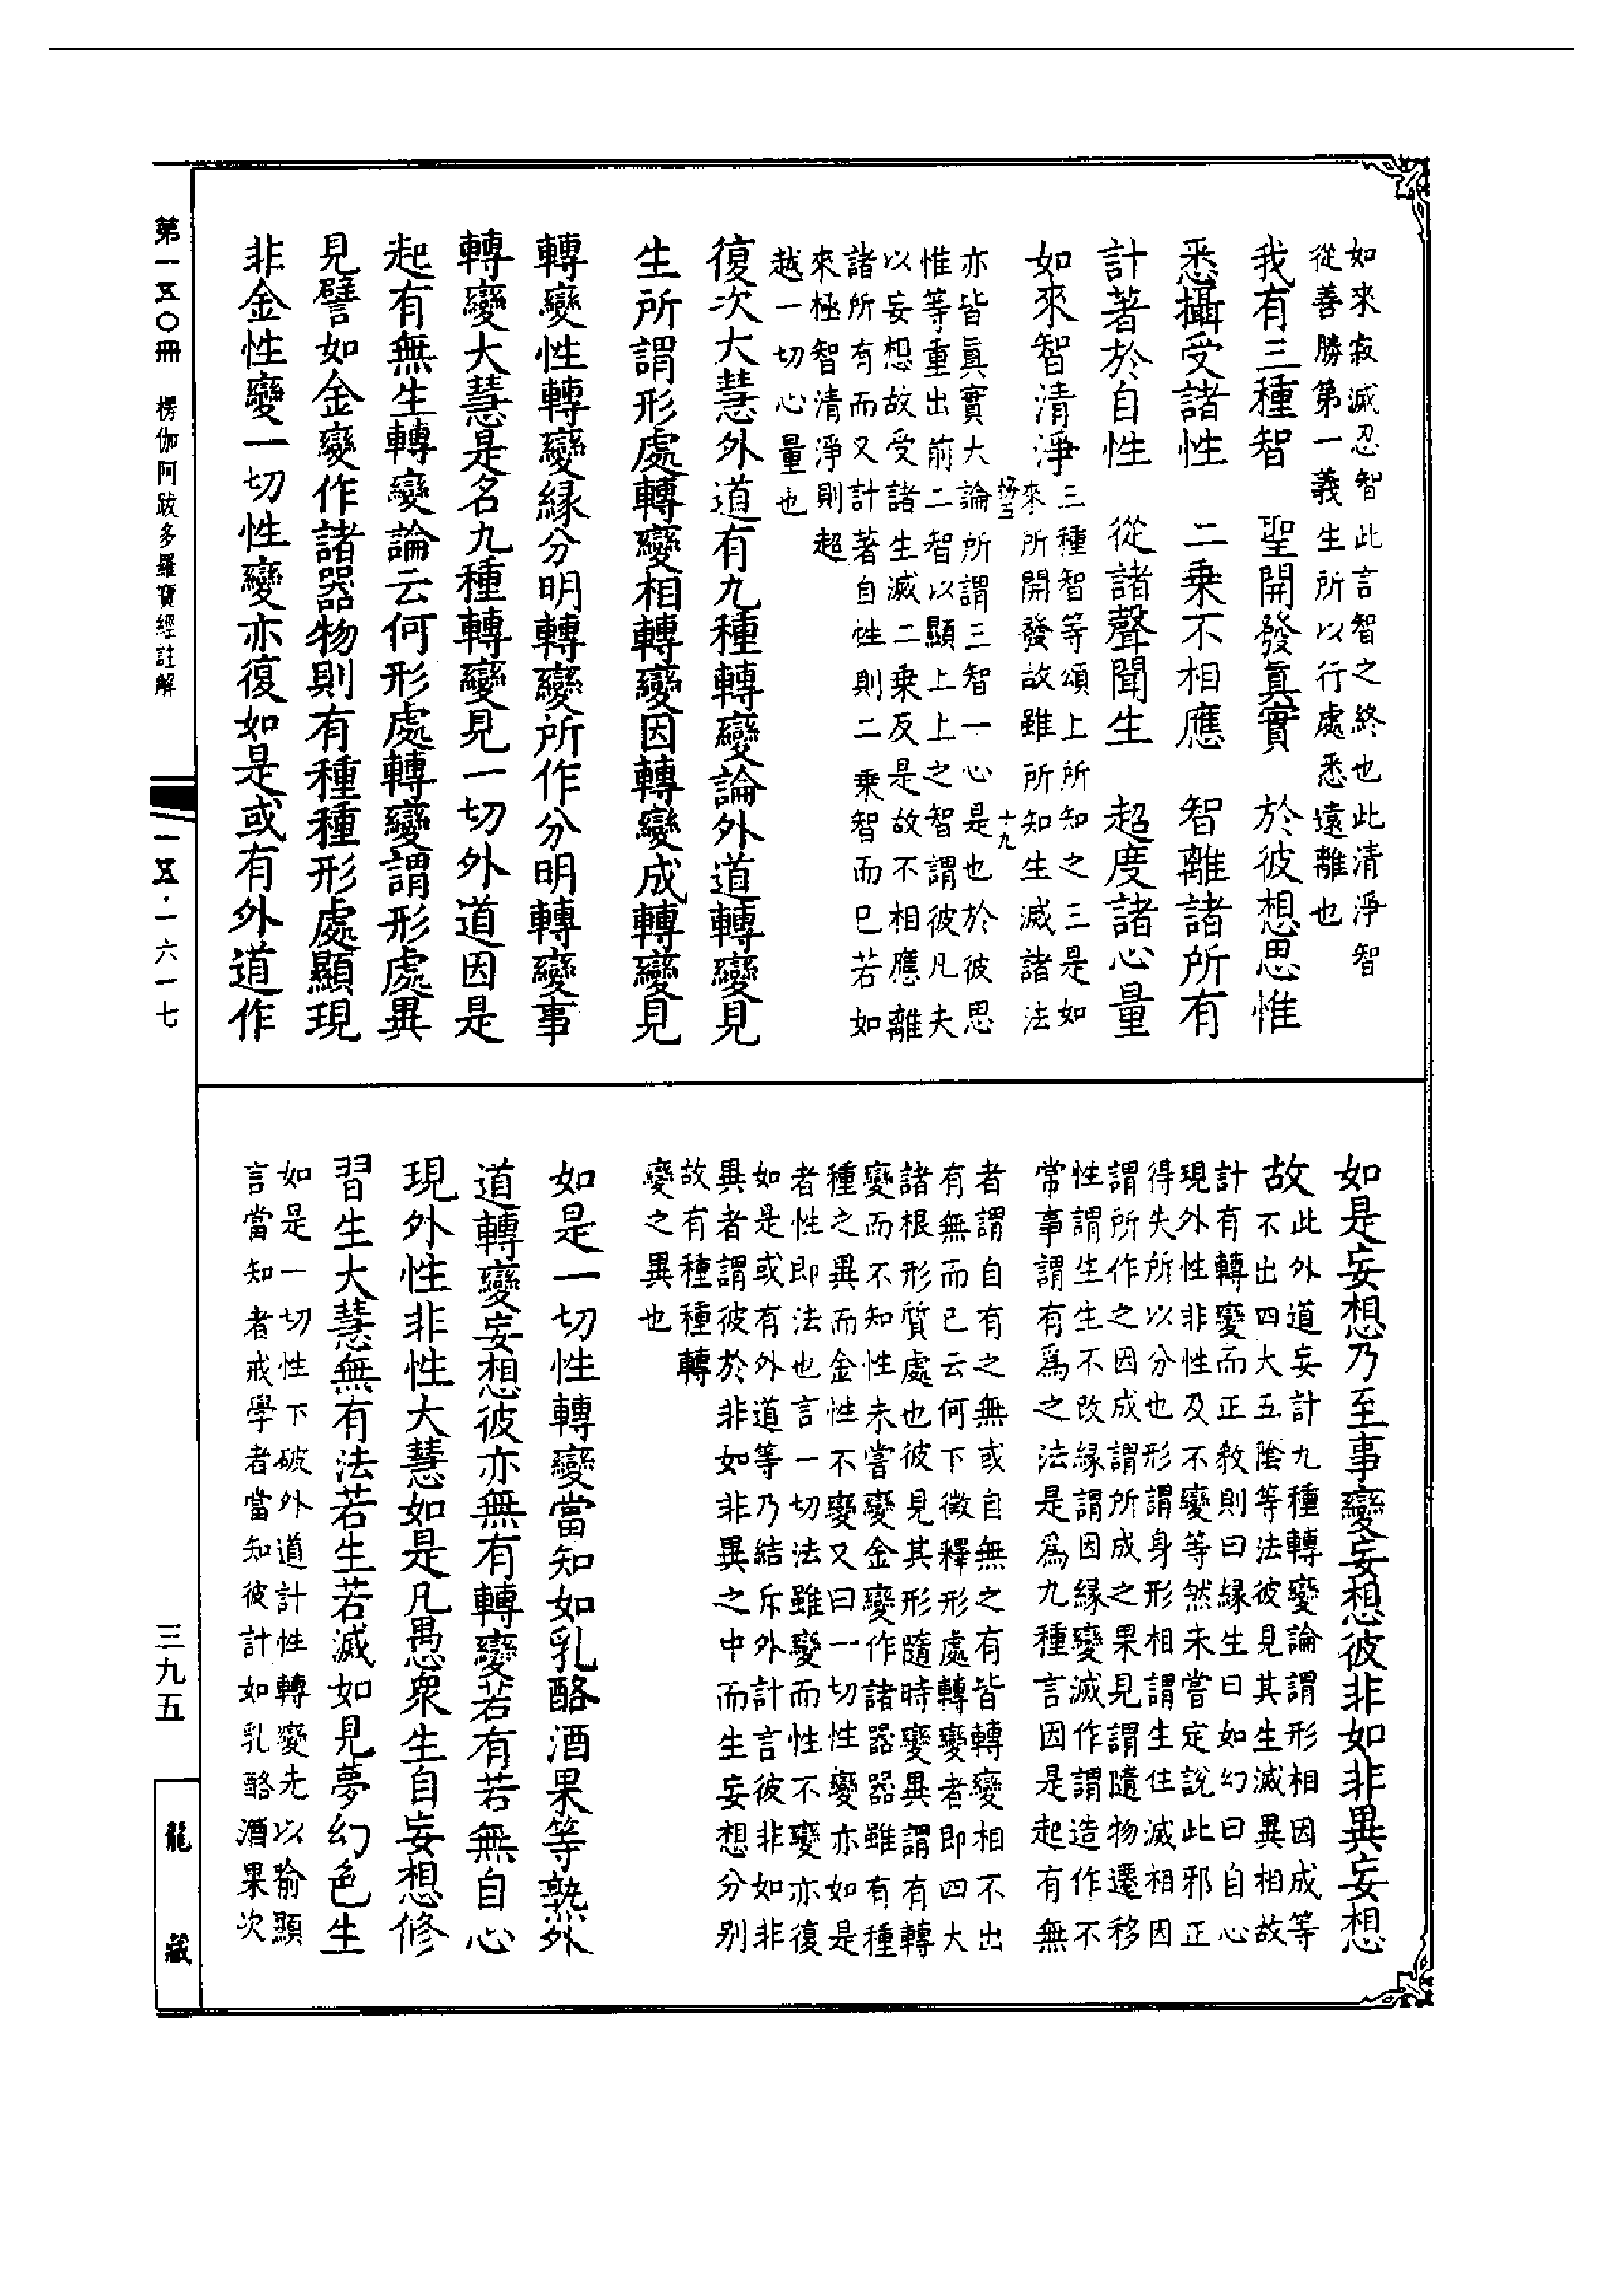 如來寂滅忍智此言智之終也此清淨智
從善勝第一義生所以行處悉遠離也
我有三種智　聖開發眞實　於彼想思惟
悉攝受諸性　二乗不相應　智離諸所有
計著於自性　從諸聲聞生　超度諸心量
如來智清淨
三種智等頌上所知之三是如
來所開發故雖所知生滅諸法
十九
亦皆眞實大論所謂三智一心是也於彼思
惟等重出前二智以顯上上之智謂彼凡夫
以妄想故受諸生滅二乗反是故不相應離
諸所有而又計著自性則二乗智而已若如
來極智清淨則超
越一切心量也
復次大慧外道有九種轉變論外道轉變見
生所謂形處轉變相轉變因轉變成轉變見
轉變性轉變緣分明轉變所作分明轉變事
轉變大慧是名九種轉變見一切外道因是
起有無生轉變論云何形處轉變謂形處異
見譬如金變作諸器物則有種種形處顯現
非金性變一切性變亦復如是或有外道作
如是妄想乃至事變妄想彼非如非異妄想
故
此外道妄計九種轉變論謂形相因成等
不出四大五陰等法彼見其生滅異相故
計有轉變而正敎則曰緣生曰如幻曰自心
現外性非性及不變等然未嘗定說此邪正
得失所以分也形謂身形相謂生住滅相因
謂所作之因成謂所成之果見謂隨物遷移
性謂生生不改緣謂因緣變滅作謂造作不
常事謂有爲之法是爲九種言因是起有無
者謂自有之無或自無之有皆轉變相不出
有無而已云何下徴釋形處轉變者即四大
諸根形質處也彼見其形隨時變異謂有轉
變而不知性未嘗變金變作諸器器雖有種
種之異而金性不變又曰一切性變亦如是
者性即法也言一切法雖變而性不變亦復
如是或有外道等乃結斥外計言彼非如非
異者謂彼於非如非異之中而生妄想分別
故有種種轉
變之異也
如是一切性轉變當知如乳酪酒果等熟外
道轉變妄想彼亦無有轉變若有若無自心
現外性非性大慧如是凡愚衆生自妄想修
習生大慧無有法若生若滅如見夢幻色生
如是一切性下破外道計性轉變先以喻顯
言當知者戒學者當知彼計如乳酪酒果次
第一五〇冊　楞伽阿跋多羅寶經註解
一五·一六一七
三九五
龍藏